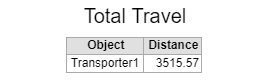 Total Travel
Object Distance
Transporter1 3515.57